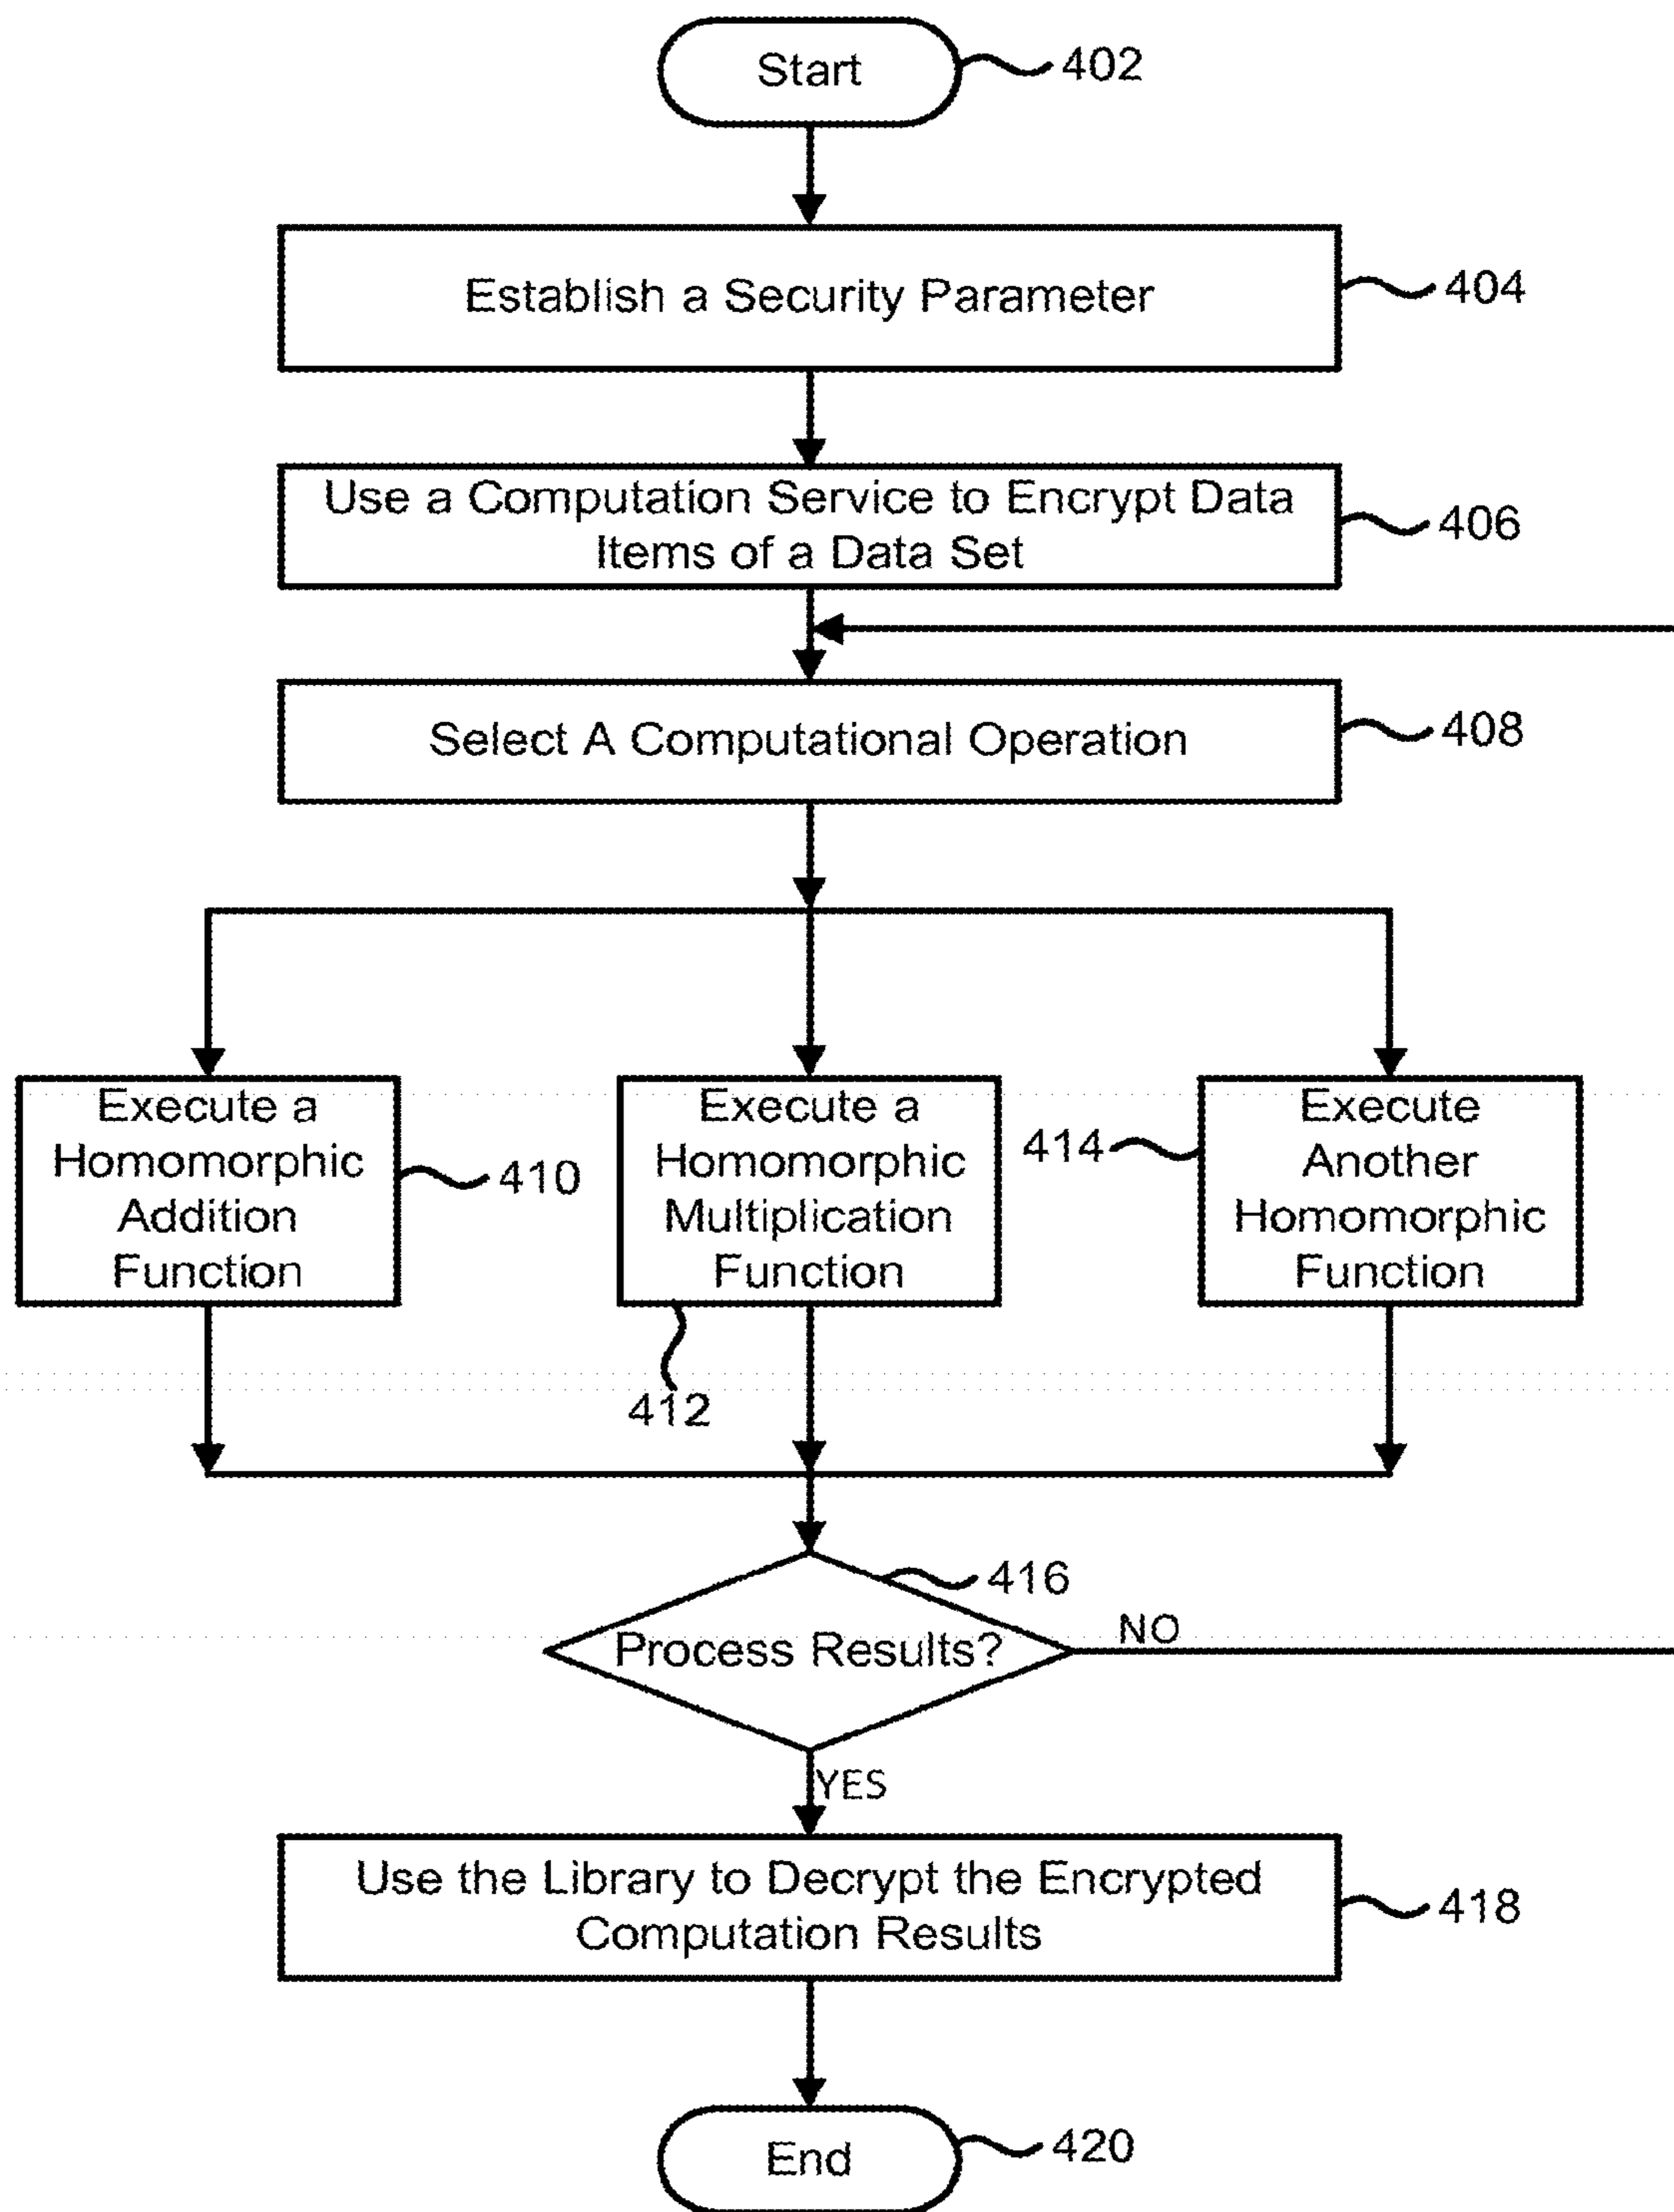 Start
402
Establish a Security Parameter
404
Use a Computation Service to Encrypt Data
Items of a Data Set
406
Select A Computational Operation
408
Execute a
Homomorphic
Addition
Function
410
Execute a
Homomorphic
Multiplication
Function
412
414
Execute
Another
Homomorphic
Function
416
Process Results?
NO
YES
Use the Library to Decrypt the Encrypted
Computation Results
418
End
420